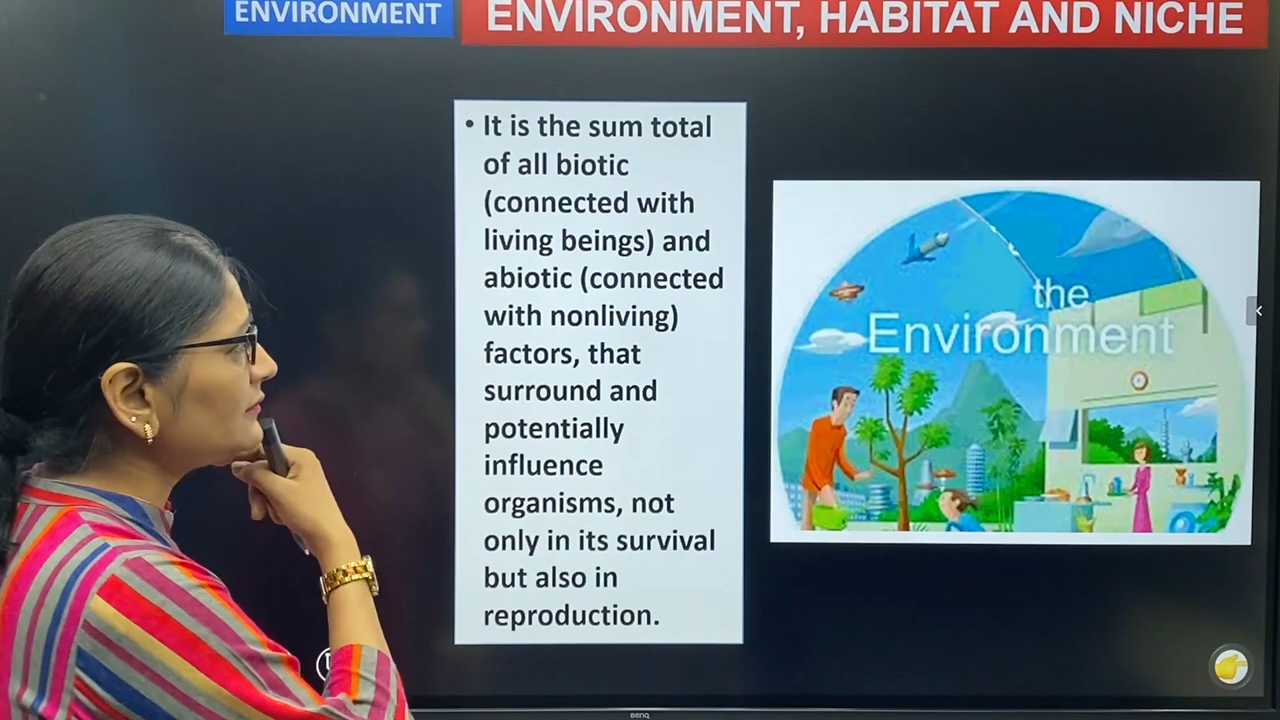 ENVIRONMENT
ENVIRONMENT, HABITAT AND NICHE
• It is the sum total
of all biotic
(connected with
living beings) and
abiotic (connected
with nonliving)
factors, that
surround and
potentially
influence
organisms, not
only in its survival
but also in
reproduction.
the
Environment
BenQ